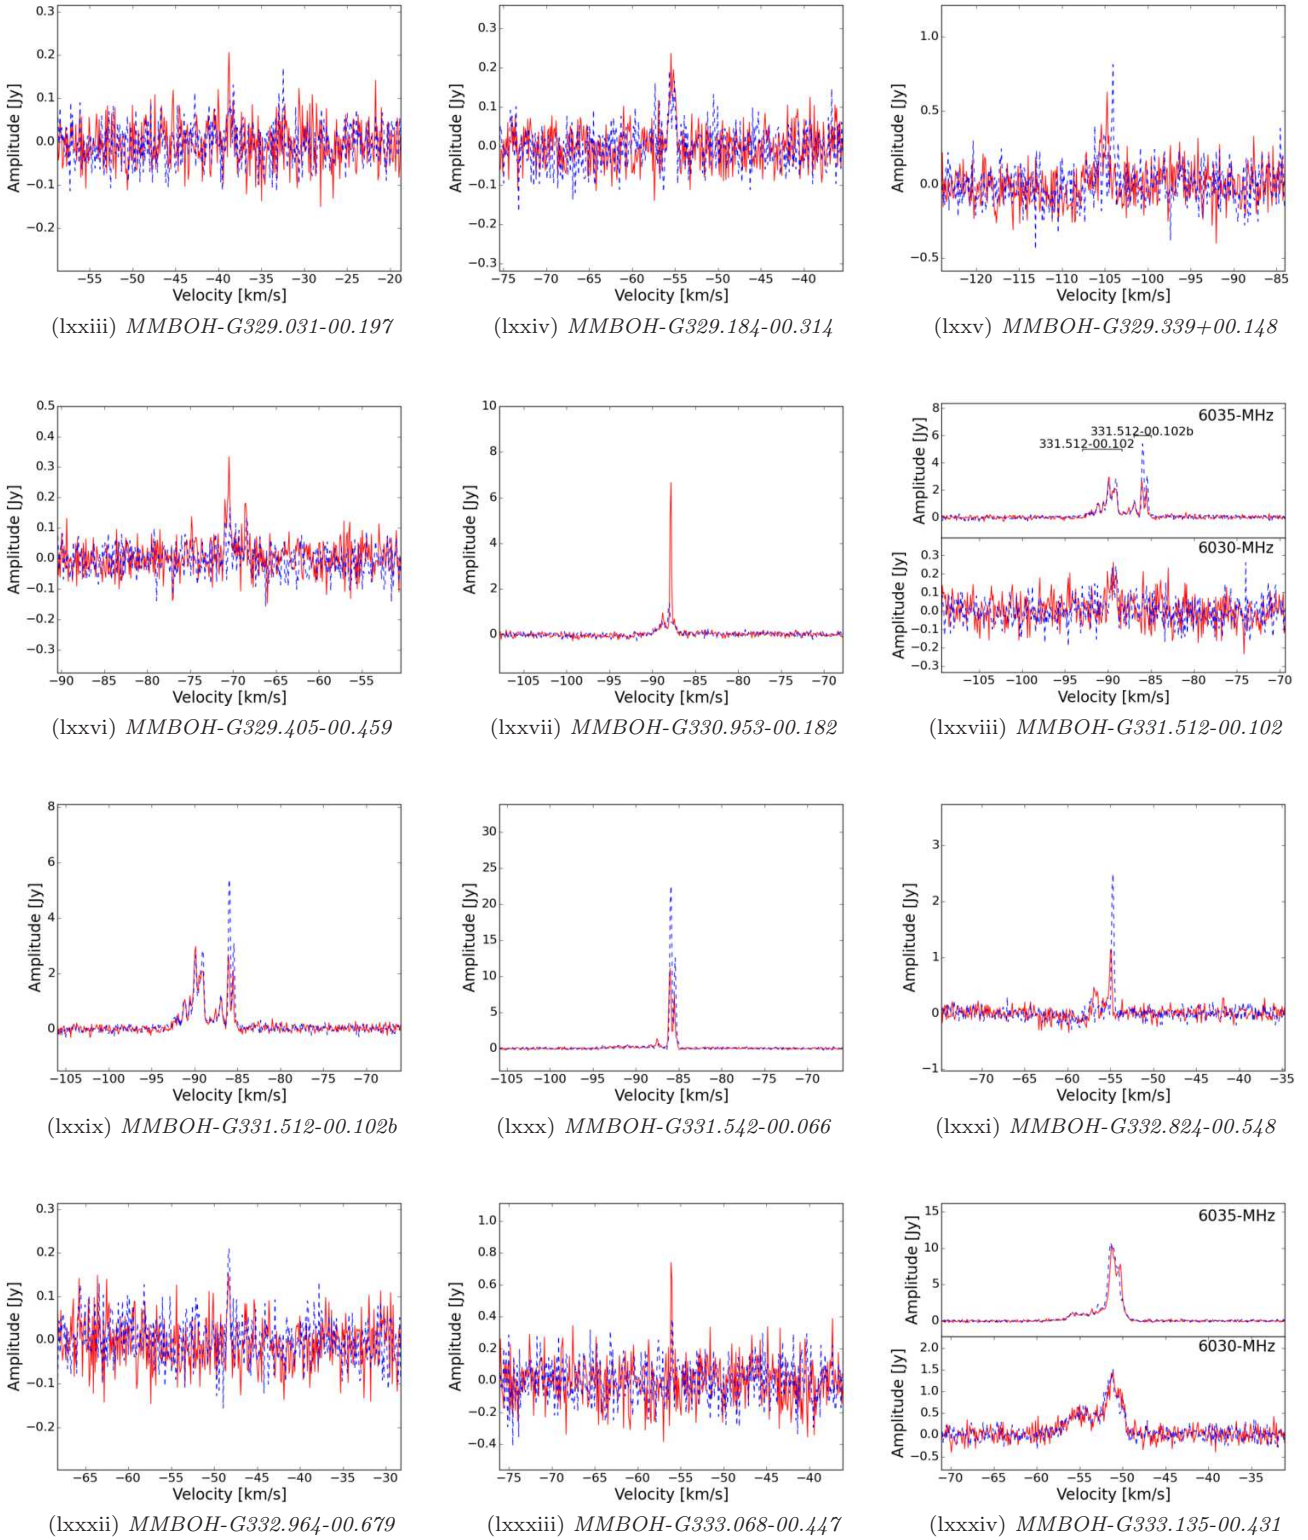 0.3
0.2
0.1
0.0
−0.1
−0.2
Amplitude [Jy]
−55 −50 −45 −40 −35 −30 −25 −20
Velocity [km/s]
(lxxiii) MMBOH-G329.031-00.197
0.3
0.2
0.1
0.0
−0.1
−0.2
−0.3
Amplitude [Jy]
−75 −70 −65 −60 −55 −50 −45 −40
Velocity [km/s]
(lxxiv) MMBOH-G329.184-00.314
1.0
0.5
0.0
−0.5
Amplitude [Jy]
−120 −115 −110 −105 −100 −95 −90 −85
Velocity [km/s]
(lxxv) MMBOH-G329.339+00.148
0.5
0.4
0.3
0.2
0.1
0.0
−0.1
−0.2
−0.3
Amplitude [Jy]
−90 −85 −80 −75 −70 −65 −60 −55
Velocity [km/s]
(lxxvi) MMBOH-G329.405-00.459
10
8
6
4
2
0
Amplitude [Jy]
−105 −100 −95 −90 −85 −80 −75 −70
Velocity [km/s]
(lxxvii) MMBOH-G330.953-00.182
6035-MHz
331.512-00.102b
331.512-00.102
8
6
4
2
0
Amplitude [Jy]
6030-MHz
0.3
0.2
0.1
0.0
−0.1
−0.2
−0.3
Amplitude [Jy]
−105 −100 −95 −90 −85 −80 −75 −70
Velocity [km/s]
(lxxviii) MMBOH-G331.512-00.102
8
6
4
2
0
Amplitude [Jy]
−105 −100 −95 −90 −85 −80 −75 −70
Velocity [km/s]
(lxxix) MMBOH-G331.512-00.102b
30
25
20
15
10
5
0
Amplitude [Jy]
−105 −100 −95 −90 −85 −80 −75 −70
Velocity [km/s]
(lxxx) MMBOH-G331.542-00.066
3
2
1
0
−1
Amplitude [Jy]
−70 −65 −60 −55 −50 −45 −40 −35
Velocity [km/s]
(lxxxi) MMBOH-G332.824-00.548
0.3
0.2
0.1
0.0
−0.1
−0.2
Amplitude [Jy]
−65 −60 −55 −50 −45 −40 −35 −30
Velocity [km/s]
(lxxxii) MMBOH-G332.964-00.679
1.0
0.8
0.6
0.4
0.2
0.0
−0.2
−0.4
Amplitude [Jy]
−75 −70 −65 −60 −55 −50 −45 −40
Velocity [km/s]
(lxxxiii) MMBOH-G333.068-00.447
6035-MHz
15
10
5
0
Amplitude [Jy]
6030-MHz
2.0
1.5
1.0
0.5
0.0
−0.5
Amplitude [Jy]
−70 −65 −60 −55 −50 −45 −40 −35
Velocity [km/s]
(lxxxiv) MMBOH-G333.135-00.431